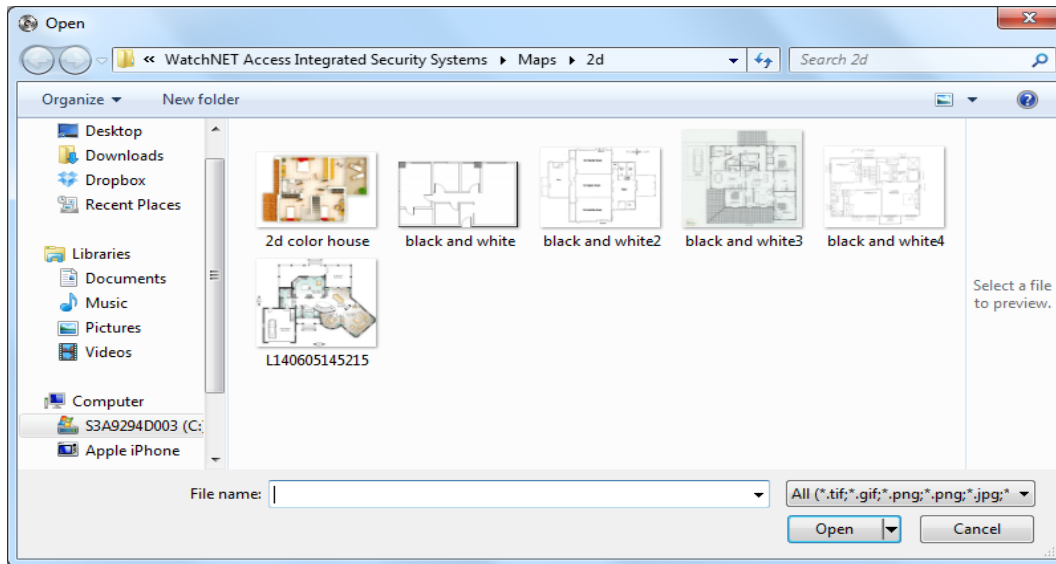 Open
« WatchNET Access Integrated Security Systems ▸ Maps ▸ 2d
Search 2d
Organize
New folder
Desktop
Downloads
Dropbox
Recent Places
Libraries
Documents
Music
Pictures
Videos
Computer
S3A9294D003 (C:
Apple iPhone
2d color house
black and white
black and white2
black and white3
black and white4
L140605145215
Select a file
to preview.
File name:
All (*.tif;*.gif;*.png;*.png;*.jpg;*
Open
Cancel